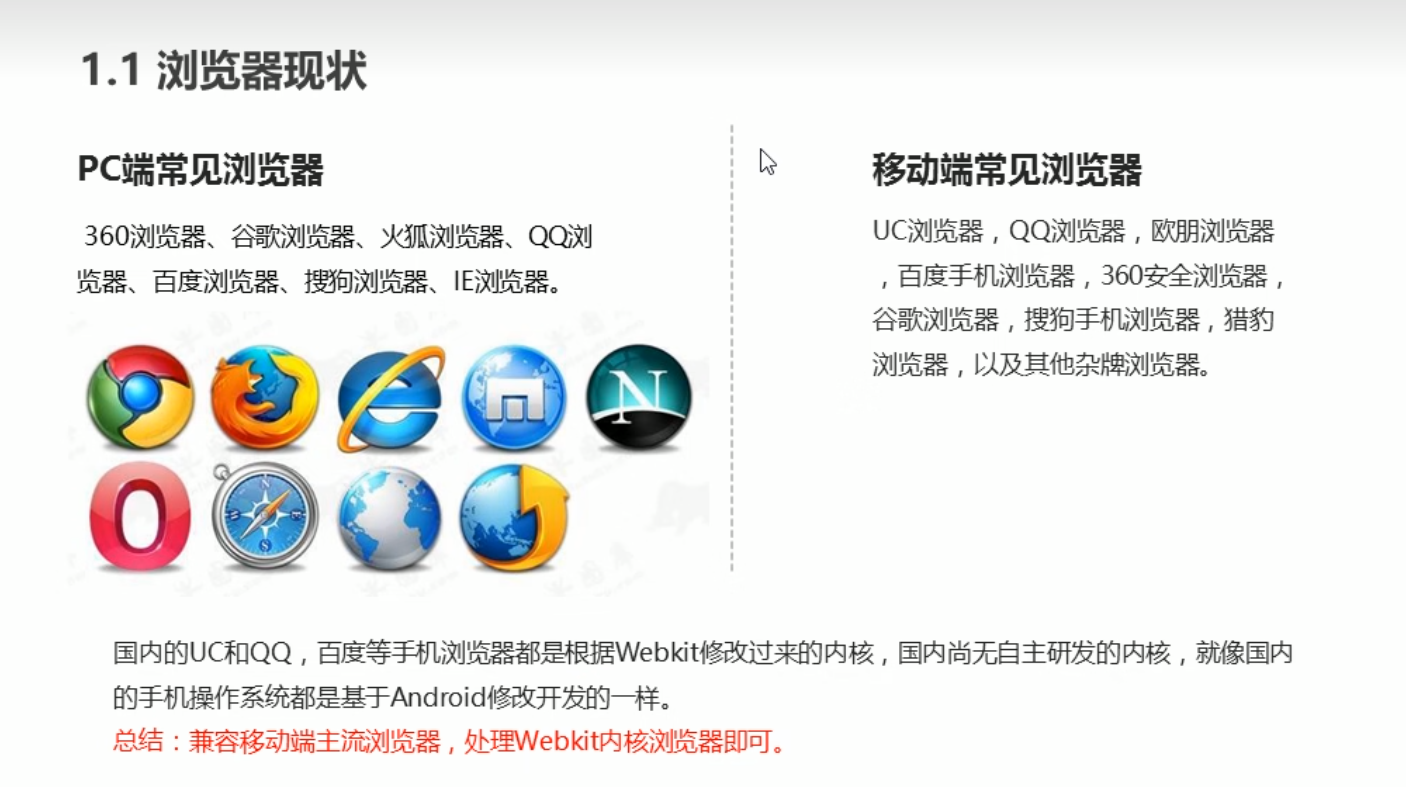 1.1 浏览器现状
PC端常见浏览器
360浏览器、谷歌浏览器、火狐浏览器、QQ浏
览器、百度浏览器、搜狗浏览器、IE浏览器。
N
N
W
E
S
移动端常见浏览器
UC浏览器，QQ浏览器，欧朋浏览器
，百度手机浏览器，360安全浏览器，
谷歌浏览器，搜狗手机浏览器，猎豹
浏览器，以及其他杂牌浏览器。
国内的UC和QQ，百度等手机浏览器都是根据Webkit修改过来的内核，国内尚无自主研发的内核，就像国内
的手机操作系统都是基于Android修改开发的一样。
总结：兼容移动端主流浏览器，处理Webkit内核浏览器即可。